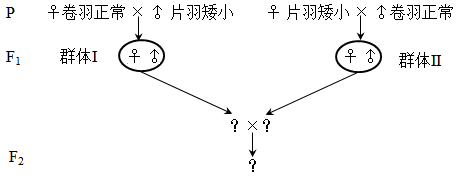 P ♀卷羽正常 × ♂ 片羽矮小 ♀ 片羽矮小 × ♂卷羽正常
F₁ 群体Ⅰ ♀ ♂ ♀ ♂ 群体Ⅱ
？ × ？
F₂ ？